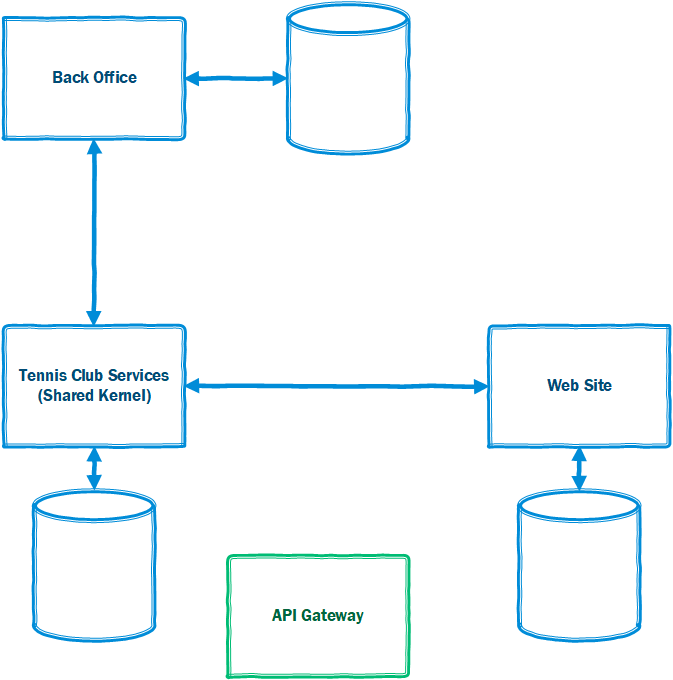 Back Office
Tennis Club Services
(Shared Kernel)
Web Site
API Gateway